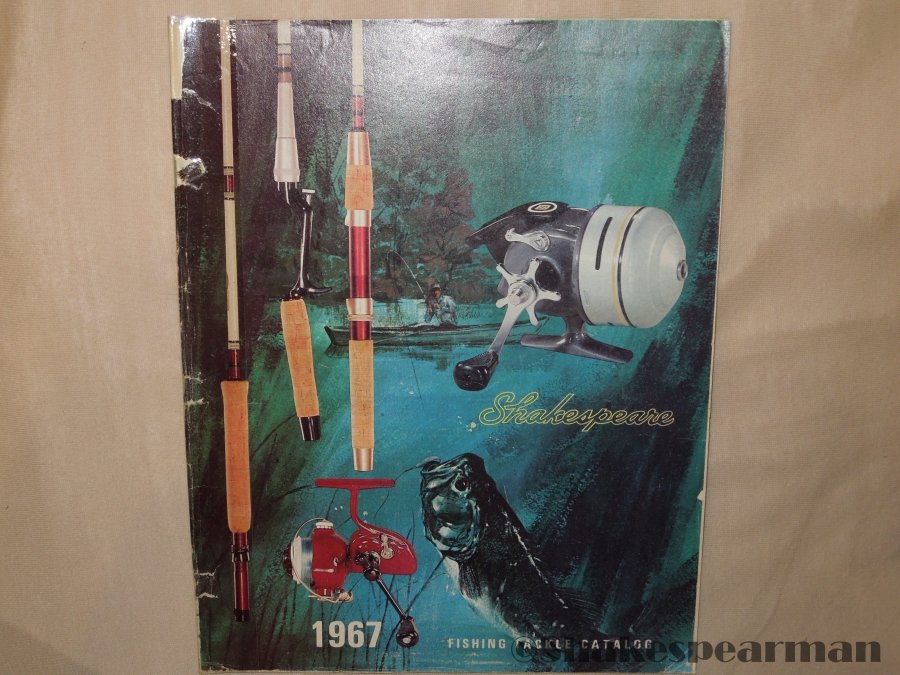 Shakespeare
1967
FISHING TACKLE CATALOG
©shakespearman